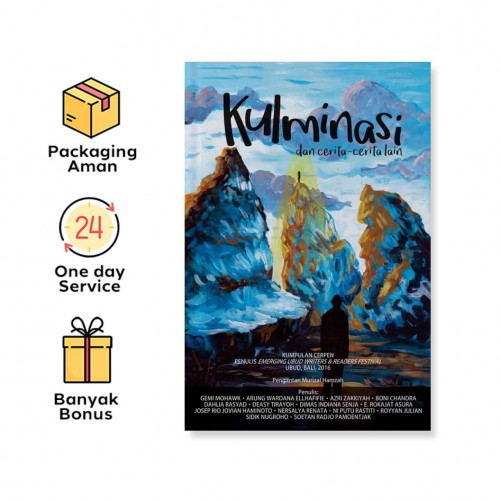 Packaging
Aman
24
One day
Service
Banyak
Bonus
Kulminasi
dan cerita-cerita lain
KUMPULAN CERPEN
PENULIS EMERGING UBUD WRITERS & READERS FESTIVAL
UBUD, BALI, 2016
Pengantar: Murizal Hamzah
Penulis:
GEMI MOHAWK • ARUNG WARDANA ELLHAFIFIE • AZRI ZAKKIYAH • BONI CHANDRA
DAHLIA RASYAD • DEASY TIRAYOH • DIMAS INDIANA SENJA • E. ROKAJAT ASURA
JOSEP RIO JOVIAN HAMINOTO • NERSALYA RENATA • NI PUTU RASTITI • ROYYAN JULIAN
SIDIK NUGROHO • SOETAN RADJO PAMOENTJAK